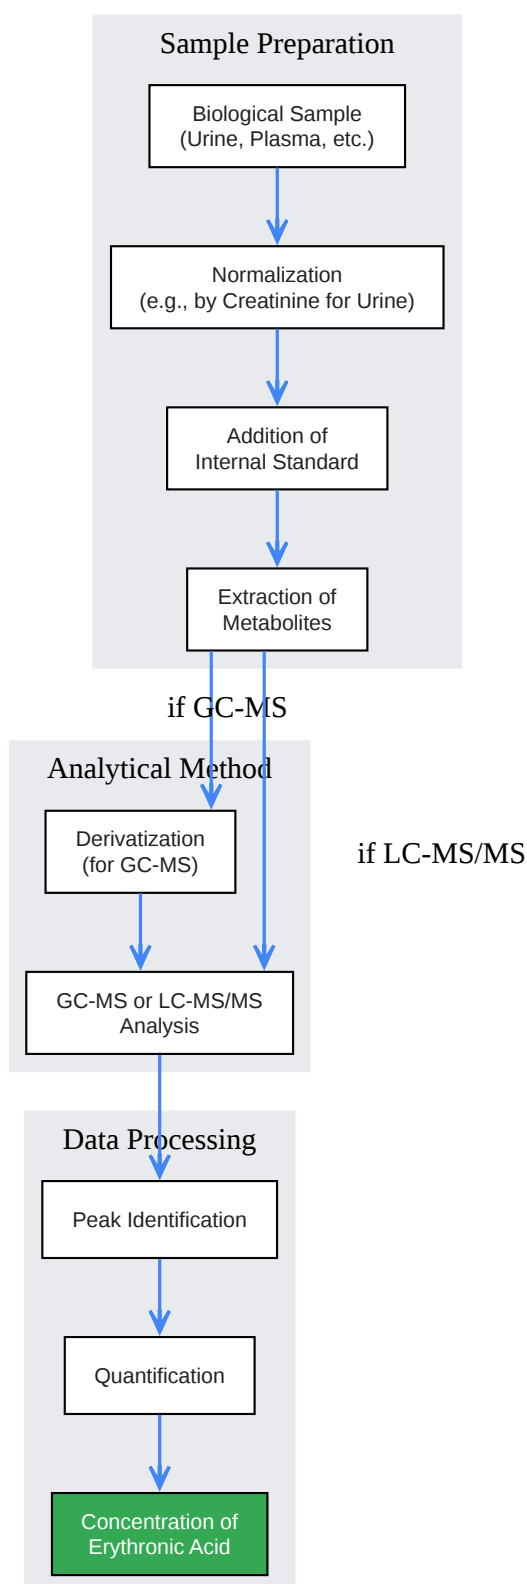 Sample Preparation
Biological Sample
(Urine, Plasma, etc.)
Normalization
(e.g., by Creatinine for Urine)
Addition of
Internal Standard
Extraction of
Metabolites
if GC-MS
Analytical Method
Derivatization
(for GC-MS)
if LC-MS/MS
GC-MS or LC-MS/MS
Analysis
Data Processing
Peak Identification
Quantification
Concentration of
Erythronic Acid